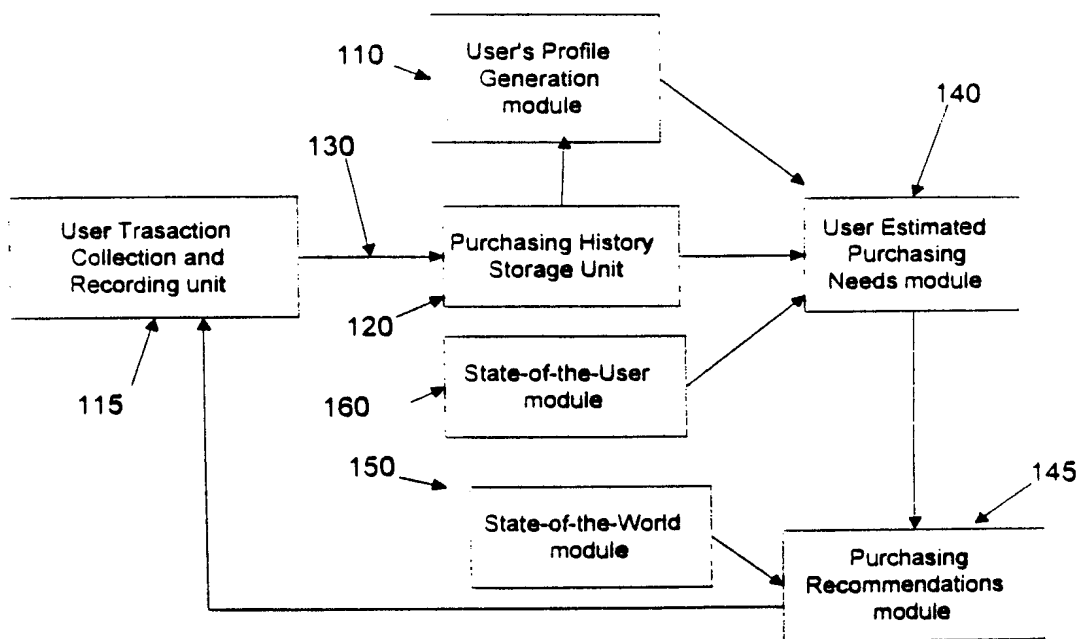 110
User's Profile
Generation
module
140
130
User Trasaction
Collection and
Recording unit
Purchasing History
Storage Unit
User Estimated
Purchasing
Needs module
120
115
160
State-of-the-User
module
150
145
State-of-the-World
module
Purchasing
Recommendations
module